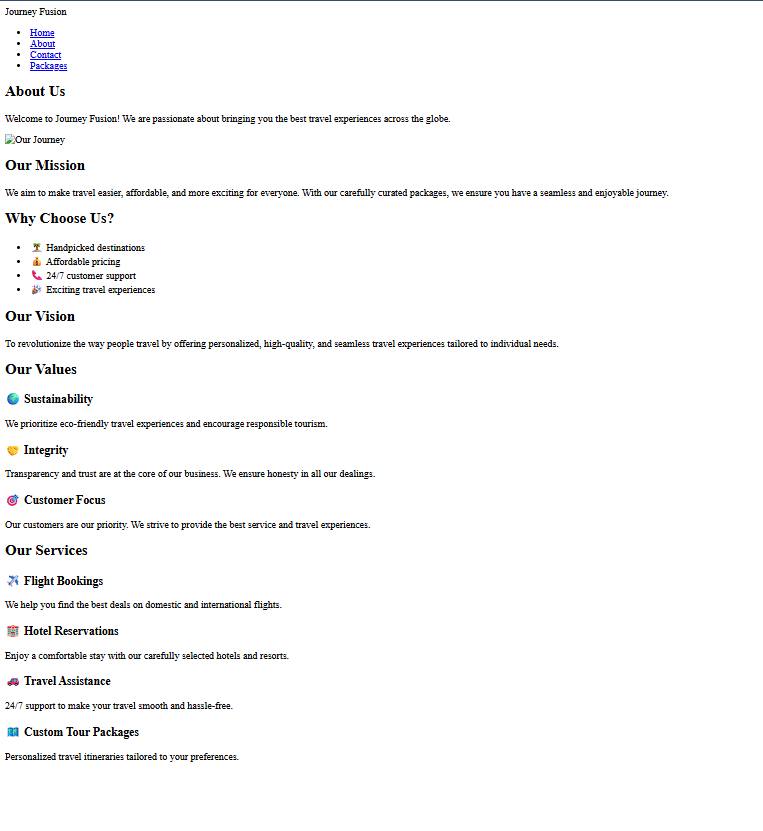 Journey Fusion
Home
About
Contact
Packages
About Us
Welcome to Journey Fusion! We are passionate about bringing you the best travel experiences across the globe.
Our Journey
Our Mission
We aim to make travel easier, affordable, and more exciting for everyone. With our carefully curated packages, we ensure you have a seamless and enjoyable journey.
Why Choose Us?
🌴 Handpicked destinations
💰 Affordable pricing
📞 24/7 customer support
🎉 Exciting travel experiences
Our Vision
To revolutionize the way people travel by offering personalized, high-quality, and seamless travel experiences tailored to individual needs.
Our Values
🌍 Sustainability
We prioritize eco-friendly travel experiences and encourage responsible tourism.
🤝 Integrity
Transparency and trust are at the core of our business. We ensure honesty in all our dealings.
🎯 Customer Focus
Our customers are our priority. We strive to provide the best service and travel experiences.
Our Services
✈️ Flight Bookings
We help you find the best deals on domestic and international flights.
🏨 Hotel Reservations
Enjoy a comfortable stay with our carefully selected hotels and resorts.
🚗 Travel Assistance
24/7 support to make your travel smooth and hassle-free.
🗺️ Custom Tour Packages
Personalized travel itineraries tailored to your preferences.